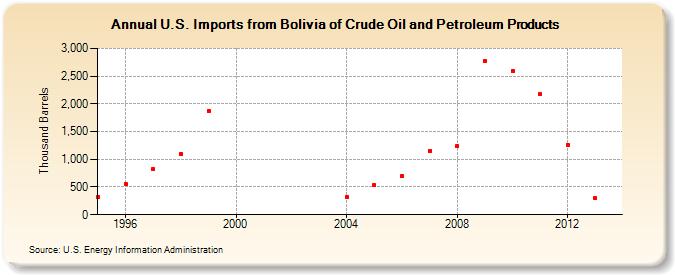 Annual U.S. Imports from Bolivia of Crude Oil and Petroleum Products
Thousand Barrels
3,000
2,500
2,000
1,500
1,000
500
0
1996 2000 2004 2008 2012
Source: U.S. Energy Information Administration